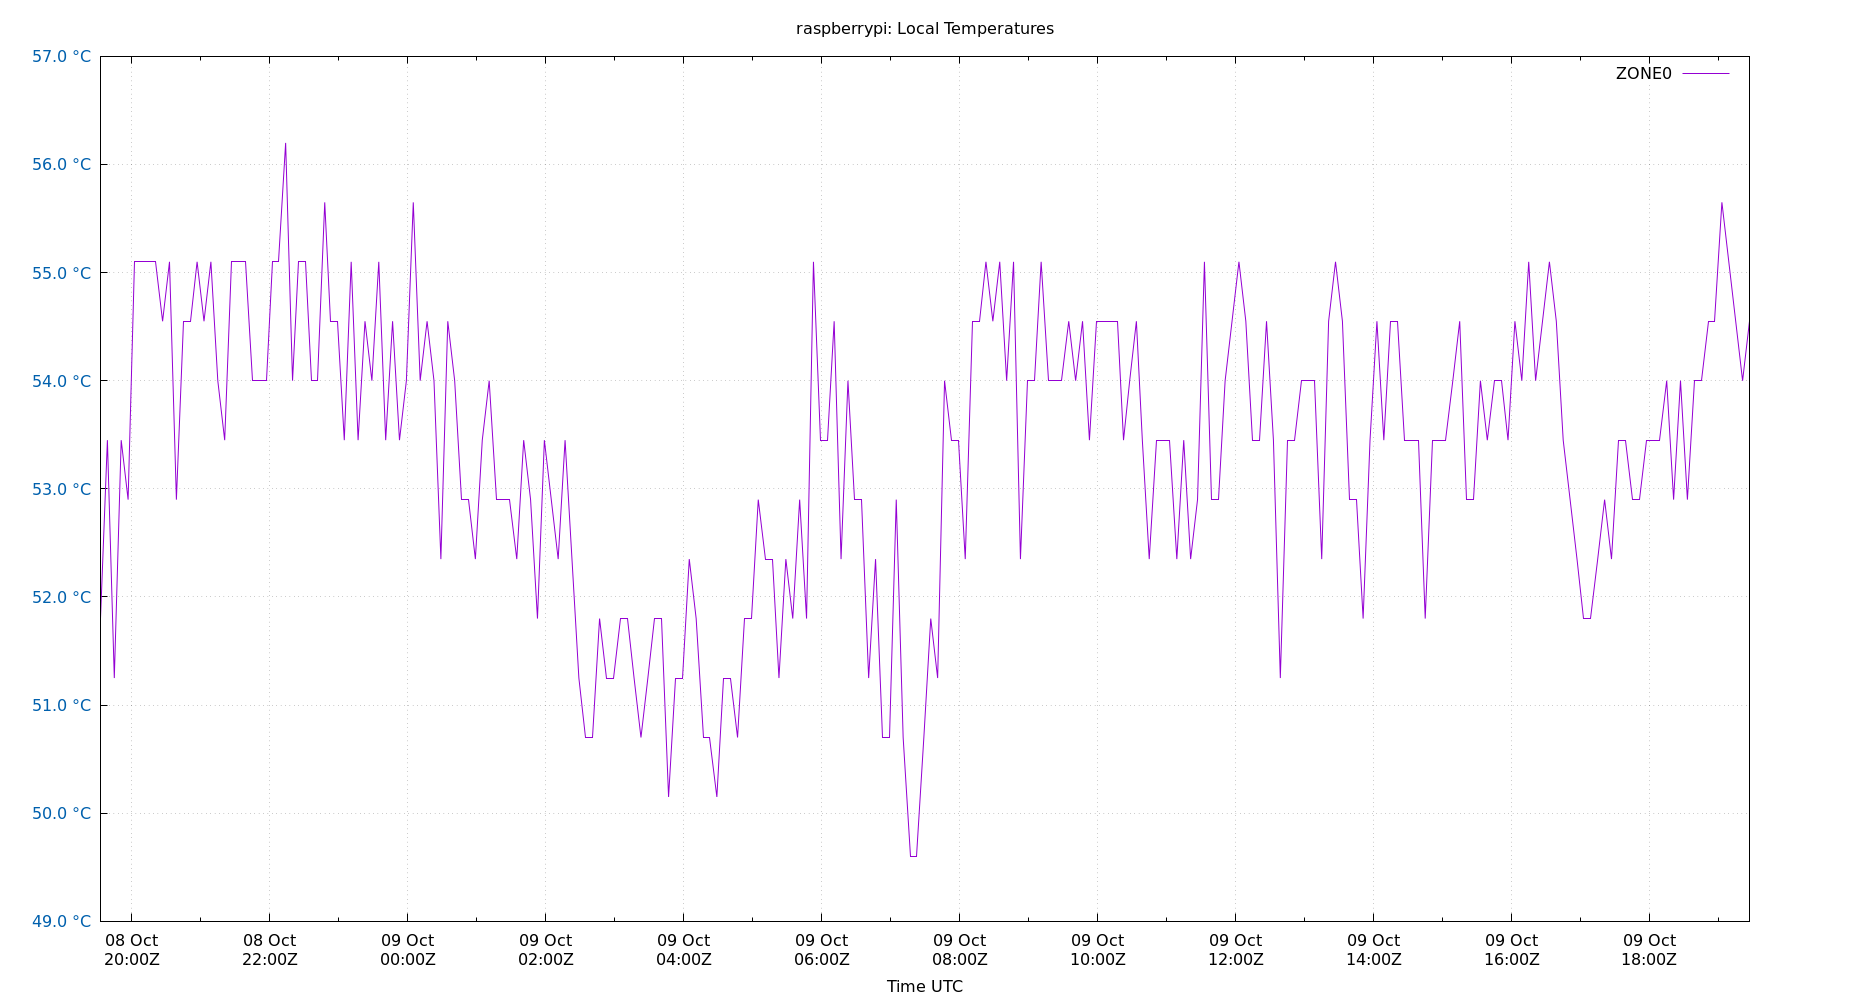 raspberrypi: Local Temperatures
57.0 °C
ZONE0
56.0 °C
55.0 °C
54.0 °C
53.0 °C
52.0 °C
51.0 °C
50.0 °C
49.0 °C
08 Oct 08 Oct 09 Oct 09 Oct 09 Oct 09 Oct 09 Oct 09 Oct 09 Oct 09 Oct 09 Oct 09 Oct
20:00Z 22:00Z 00:00Z 02:00Z 04:00Z 06:00Z 08:00Z 10:00Z 12:00Z 14:00Z 16:00Z 18:00Z
Time UTC